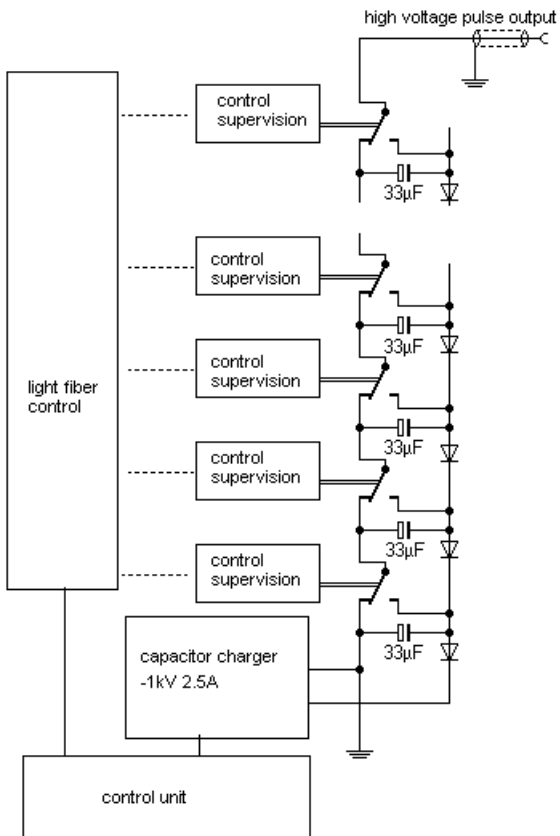 high voltage pulse output
control
supervision
33µF
control
supervision
33µF
control
supervision
33µF
light fiber
control
control
supervision
33µF
control
supervision
33µF
capacitor charger
-1kV 2.5A
control unit